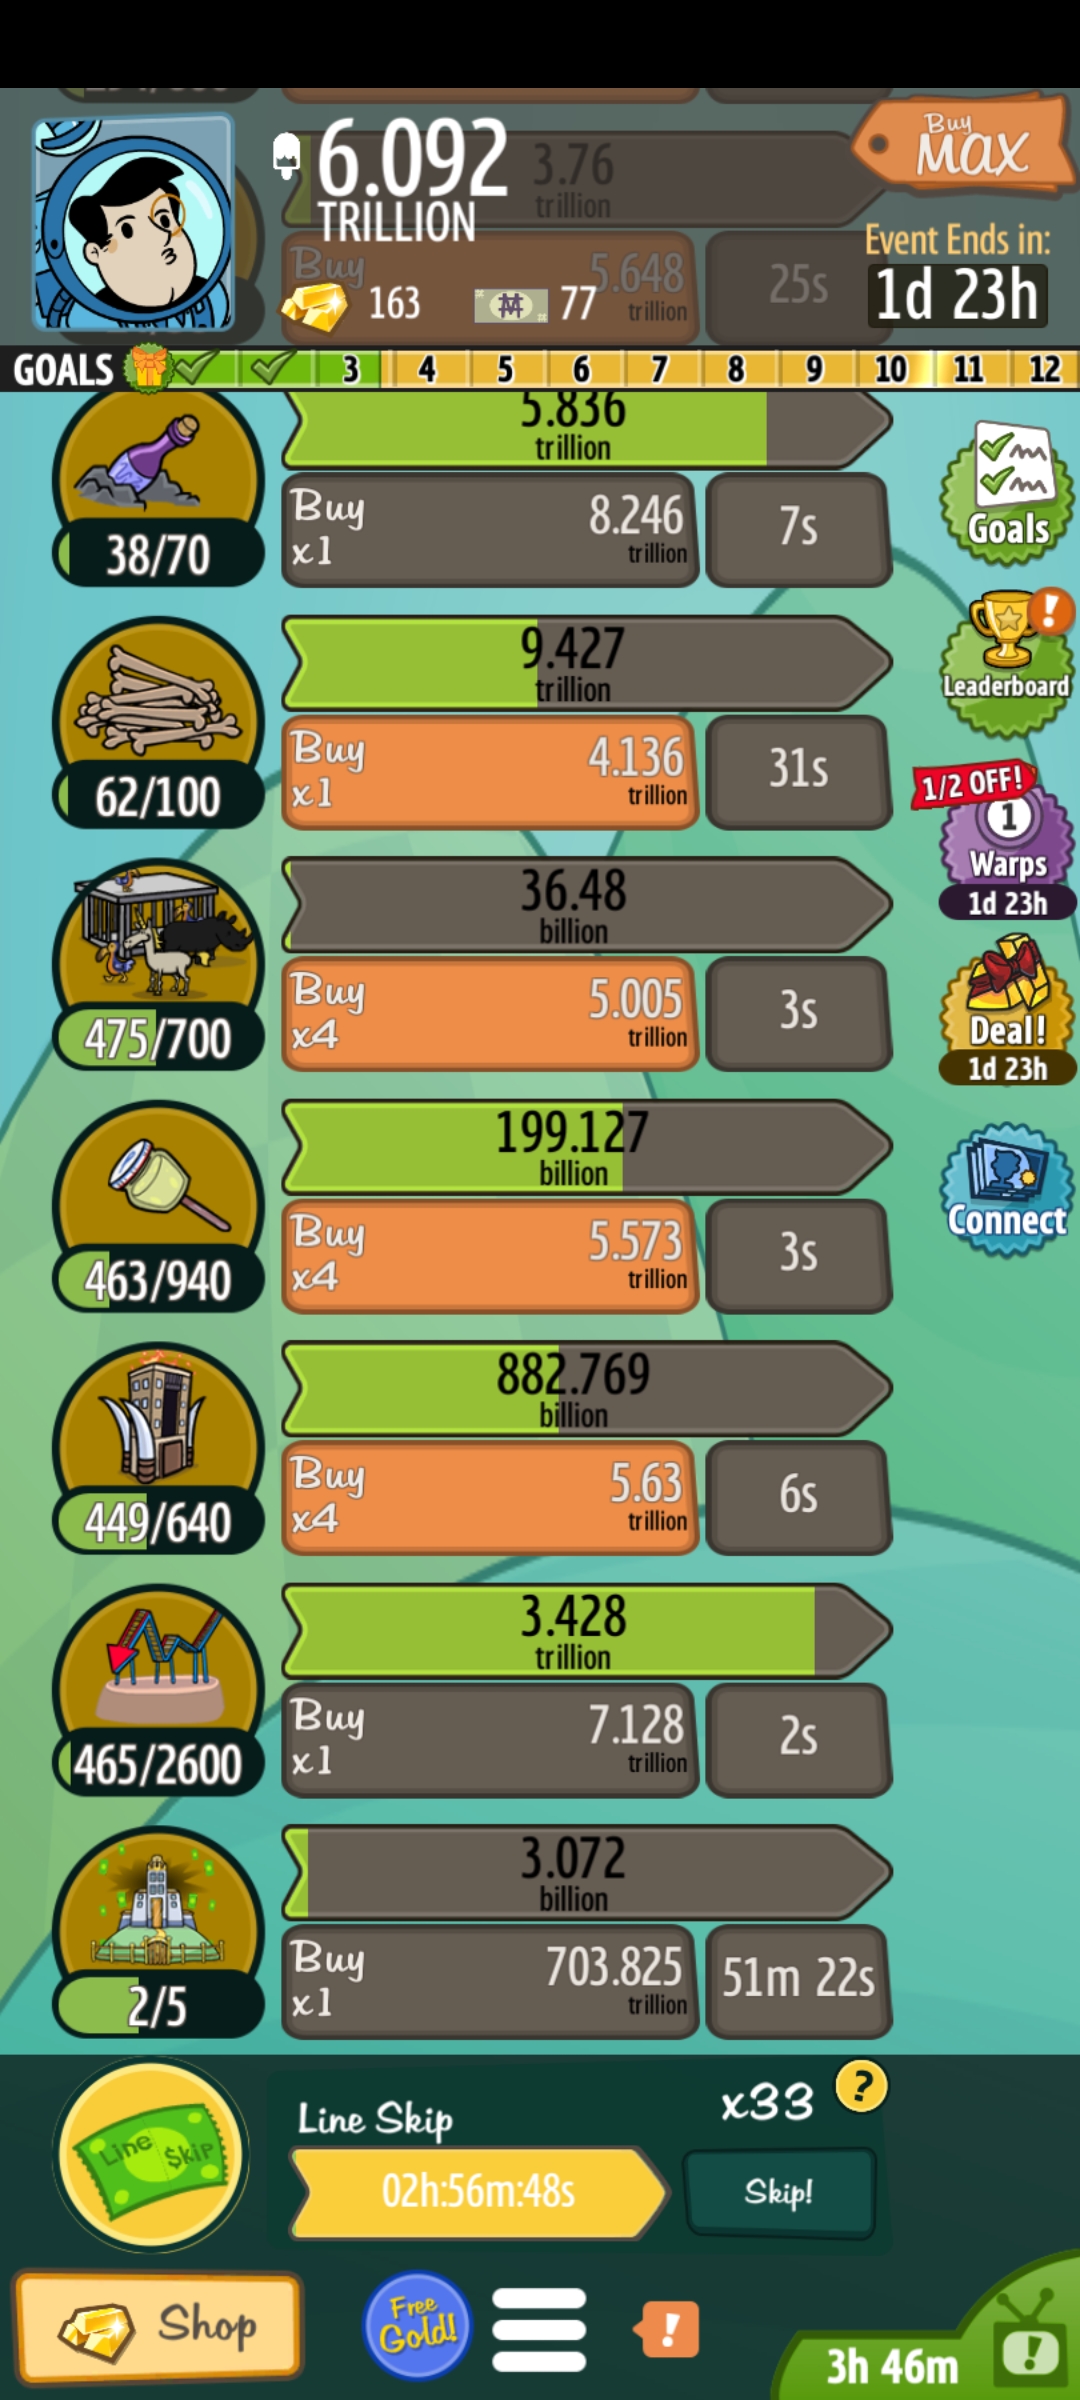 6.092
TRILLION
Buy
MAX
3.76
trillion
Event Ends in:
1d 23h
Buy
5.648
trillion
25s
163
77
GOALS
3
4
5
6
7
8
9
10
11
12
5.836
trillion
Buy
x1
8.246
trillion
7s
38/70
Goals
9.427
trillion
Buy
x1
4.136
trillion
31s
62/100
!
Leaderboard
1/2 OFF!
1
Warps
1d 23h
36.48
billion
Buy
x4
5.005
trillion
3s
475/700
Deal!
1d 23h
199.127
billion
Buy
x4
5.573
trillion
3s
463/940
Connect
882.769
billion
Buy
x4
5.63
trillion
6s
449/640
3.428
trillion
Buy
x1
7.128
trillion
2s
465/2600
3.072
billion
Buy
x1
703.825
trillion
51m 22s
2/5
Line $kip
Line Skip
x33
?
02h:56m:48s
Skip!
Shop
Free
Gold!
!
3h 46m
!